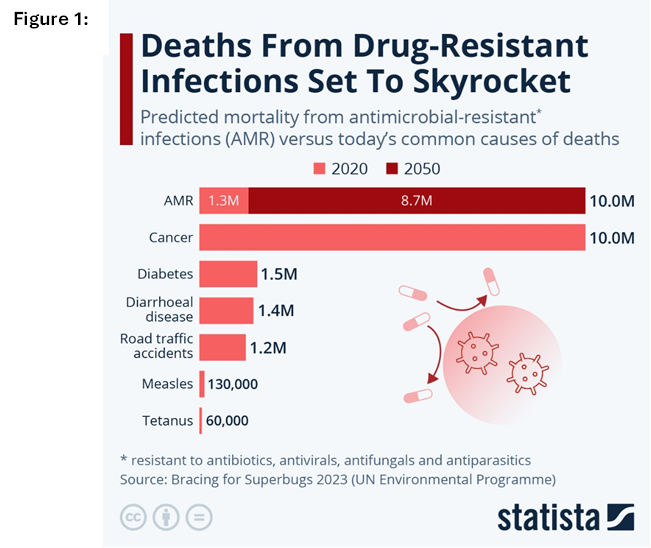 Figure 1:
Deaths From Drug-Resistant
Infections Set To Skyrocket
Predicted mortality from antimicrobial-resistant*
infections (AMR) versus today's common causes of deaths
2020 2050
AMR 1.3M 8.7M 10.0M
Cancer 10.0M
Diabetes 1.5M
Diarrhoeal
disease 1.4M
Road traffic
accidents 1.2M
Measles 130,000
Tetanus 60,000
* resistant to antibiotics, antivirals, antifungals and antiparasitics
Source: Bracing for Superbugs 2023 (UN Environmental Programme)
cc =
statista